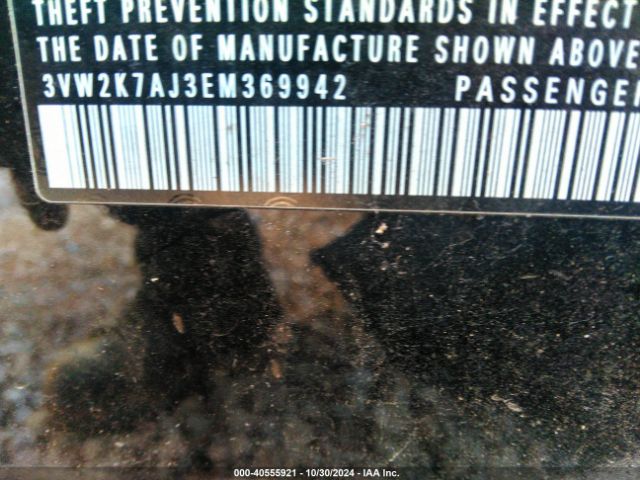 THEFT PREVENTION STANDARDS IN EFFECT
THE DATE OF MANUFACTURE SHOWN ABOVE
3VW2K7AJ3EM369942 PASSENGER
000-40555921 - 10/30/2024 - IAA Inc.